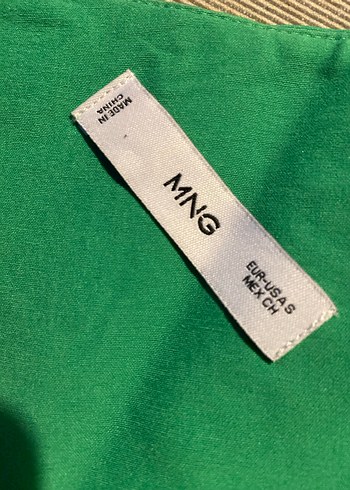 MADE IN
CHINA
MNG
EUR-USA S
MEX CH